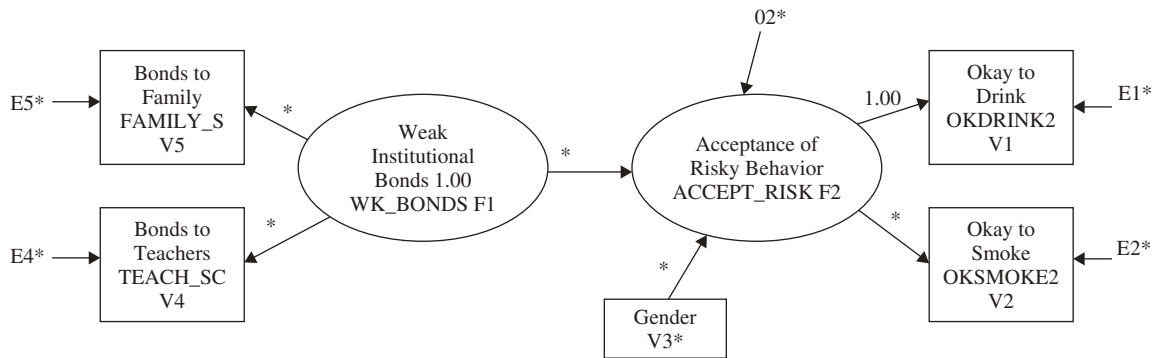 02*
E5*
Bonds to
Family
FAMILY_S
V5
*
Weak
Institutional
Bonds 1.00
WK_BONDS F1
*
Acceptance of
Risky Behavior
ACCEPT_RISK F2
1.00
Okay to
Drink
OKDRINK2
V1
E1*
E4*
Bonds to
Teachers
TEACH_SC
V4
*
*
Gender
V3*
*
Okay to
Smoke
OKSMOKE2
V2
E2*